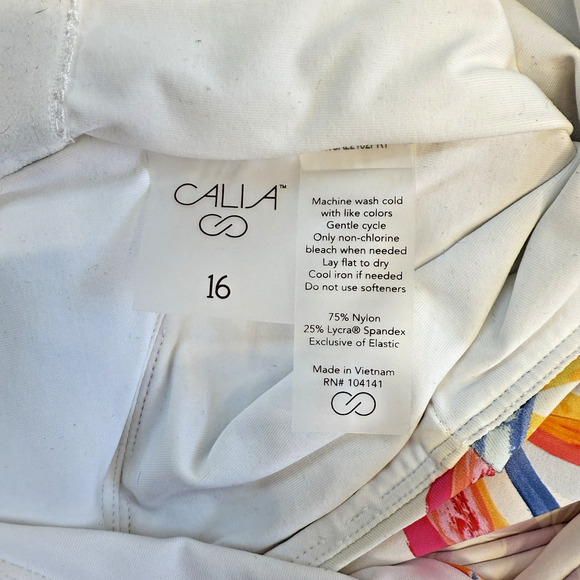 CALIA™
16
Machine wash cold
with like colors
Gentle cycle
Only non-chlorine
bleach when needed
Lay flat to dry
Cool iron if needed
Do not use softeners
75% Nylon
25% Lycra® Spandex
Exclusive of Elastic
Made in Vietnam
RN# 104141